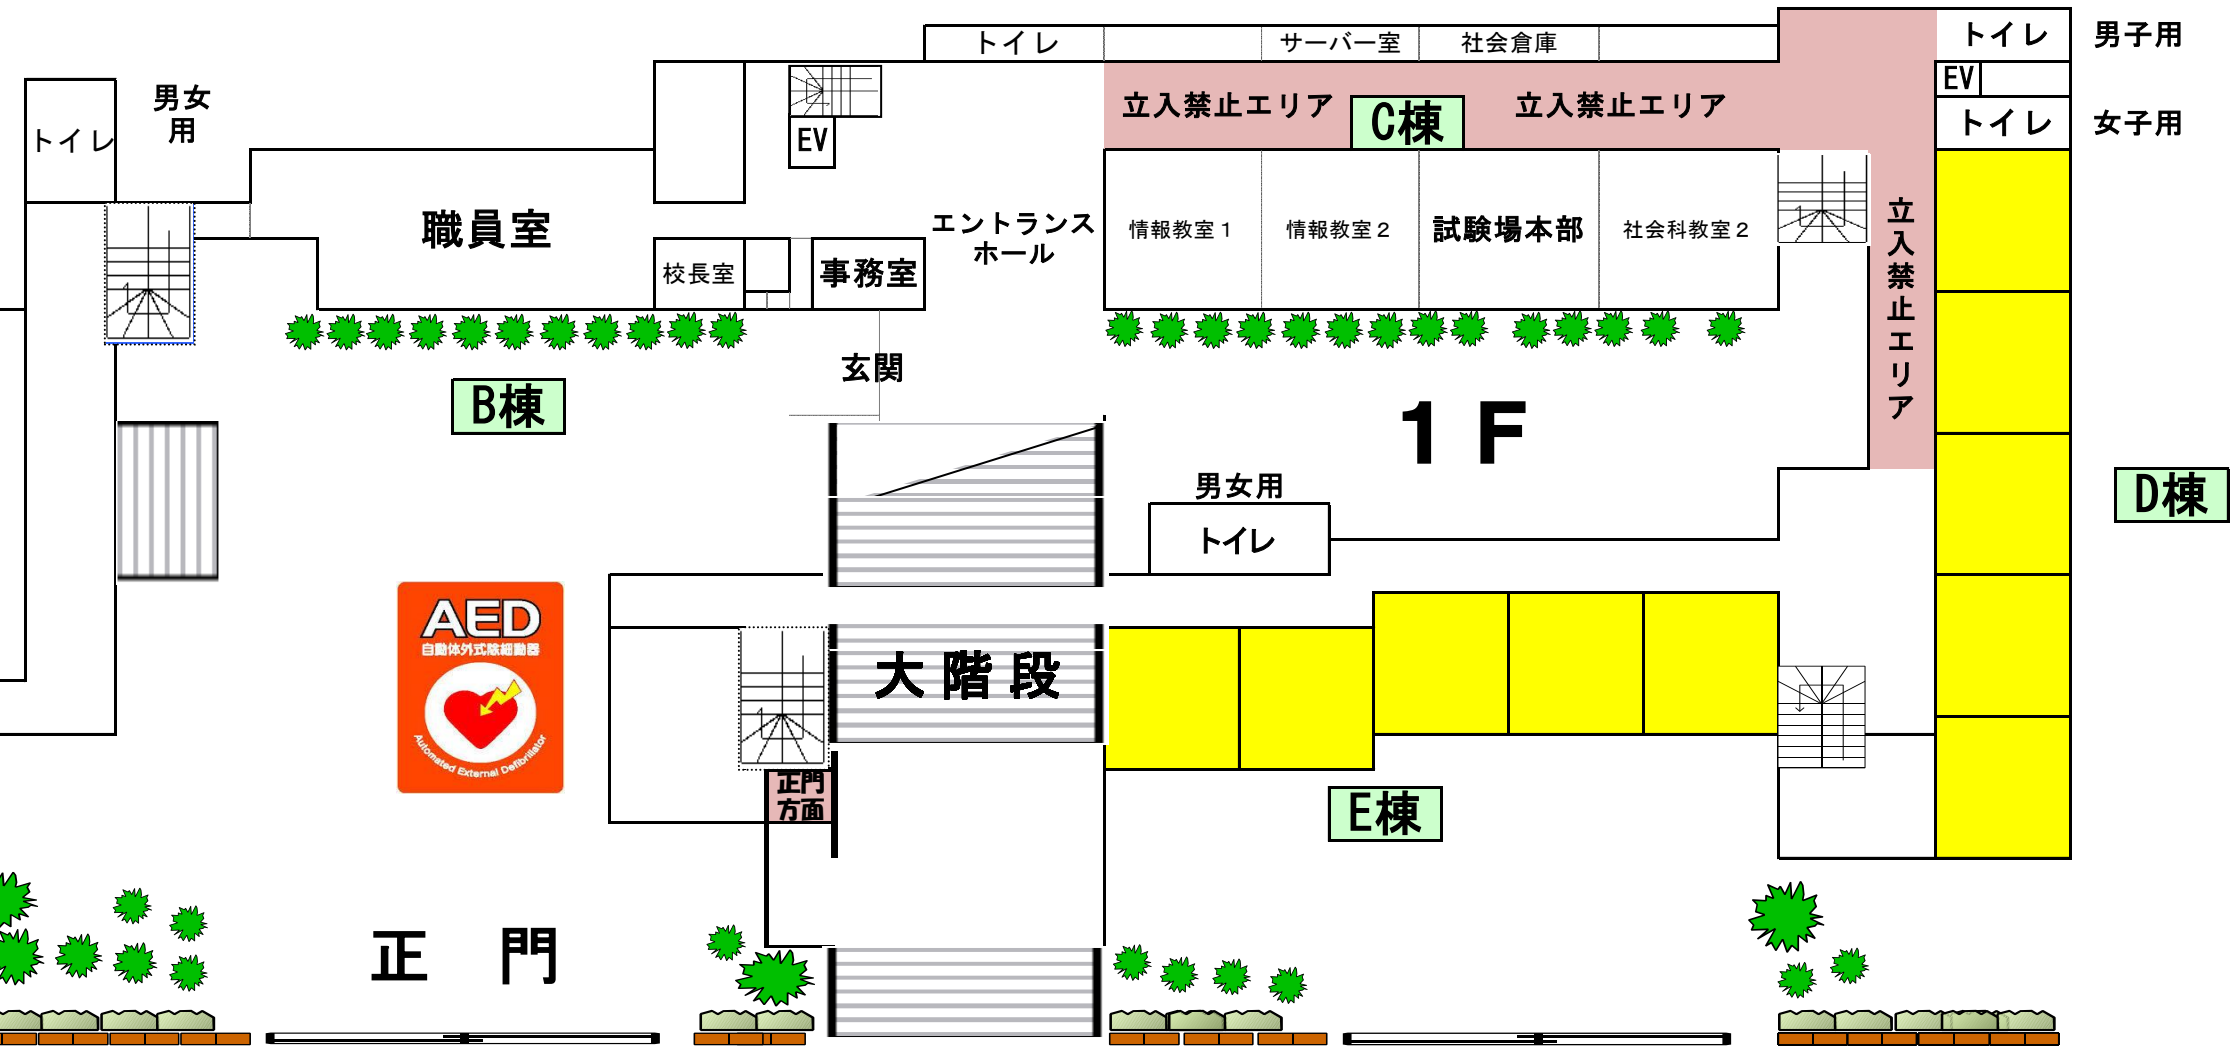 トイレ
サーバー室
社会倉庫
トイレ
男子用
EV
男女
用
トイレ
立入禁止エリア
C棟
立入禁止エリア
トイレ
女子用
EV
職員室
エントランス
ホール
情報教室1
情報教室2
試験場本部
社会科教室2
立入禁止エリア
校長室
事務室
玄関
B棟
1F
男女用
トイレ
D棟
AED
自動体外式除細動器
Automated External Defibrillator
大階段
正門
方面
E棟
正 門